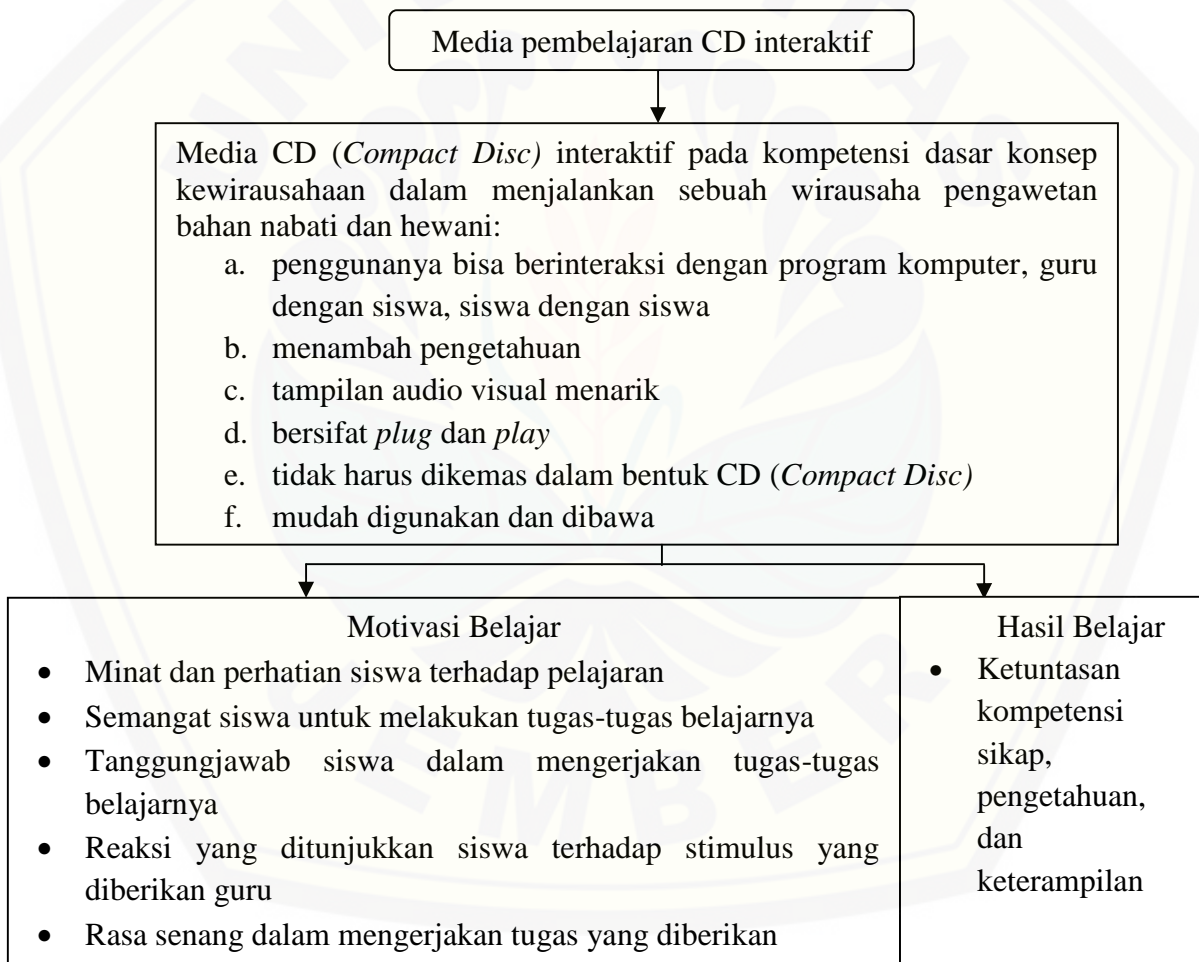 Media pembelajaran CD interaktif
Media CD (Compact Disc) interaktif pada kompetensi dasar konsep
kewirausahaan dalam menjalankan sebuah wirausaha pengawetan
bahan nabati dan hewani:
a. penggunanya bisa berinteraksi dengan program komputer, guru
dengan siswa, siswa dengan siswa
b. menambah pengetahuan
c. tampilan audio visual menarik
d. bersifat plug dan play
e. tidak harus dikemas dalam bentuk CD (Compact Disc)
f. mudah digunakan dan dibawa
Motivasi Belajar
• Minat dan perhatian siswa terhadap pelajaran
• Semangat siswa untuk melakukan tugas-tugas belajarnya
• Tanggungjawab siswa dalam mengerjakan tugas-tugas
belajarnya
• Reaksi yang ditunjukkan siswa terhadap stimulus yang
diberikan guru
• Rasa senang dalam mengerjakan tugas yang diberikan
Hasil Belajar
• Ketuntasan
kompetensi
sikap,
pengetahuan,
dan
keterampilan
JEMBER